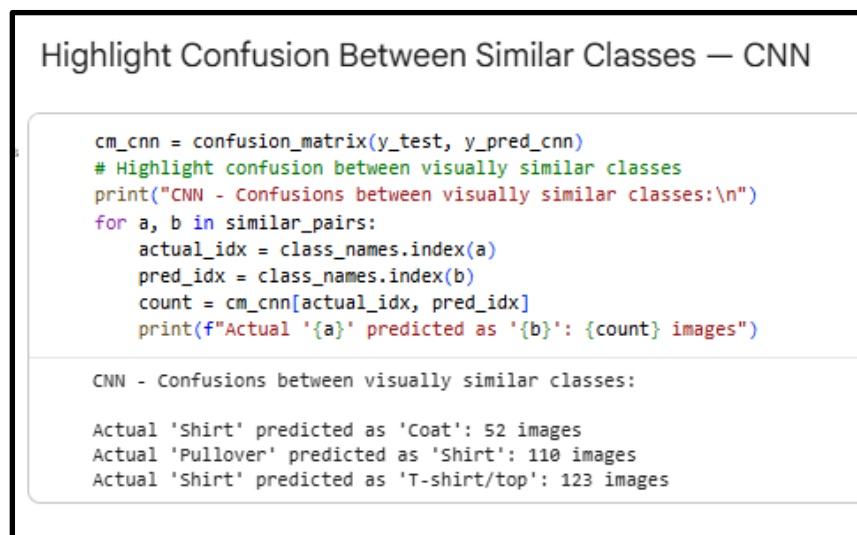 Highlight Confusion Between Similar Classes — CNN
cm_cnn = confusion_matrix(y_test, y_pred_cnn)
# Highlight confusion between visually similar classes
print("CNN - Confusions between visually similar classes:\n")
for a, b in similar_pairs:
    actual_idx = class_names.index(a)
    pred_idx = class_names.index(b)
    count = cm_cnn[actual_idx, pred_idx]
    print(f"Actual '{a}' predicted as '{b}': {count} images")
CNN - Confusions between visually similar classes:
Actual 'Shirt' predicted as 'Coat': 52 images
Actual 'Pullover' predicted as 'Shirt': 110 images
Actual 'Shirt' predicted as 'T-shirt/top': 123 images